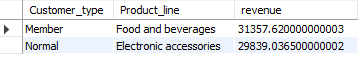 Customer_type Product_line revenue
Member Food and beverages 31357.620000000003
Normal Electronic accessories 29839.036500000002